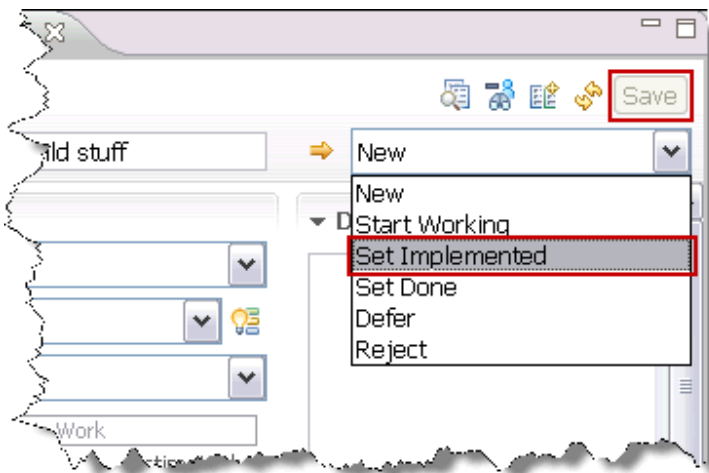 Save
ild stuff
New
New
D
Start Working
Set Implemented
Set Done
Defer
Reject
Work